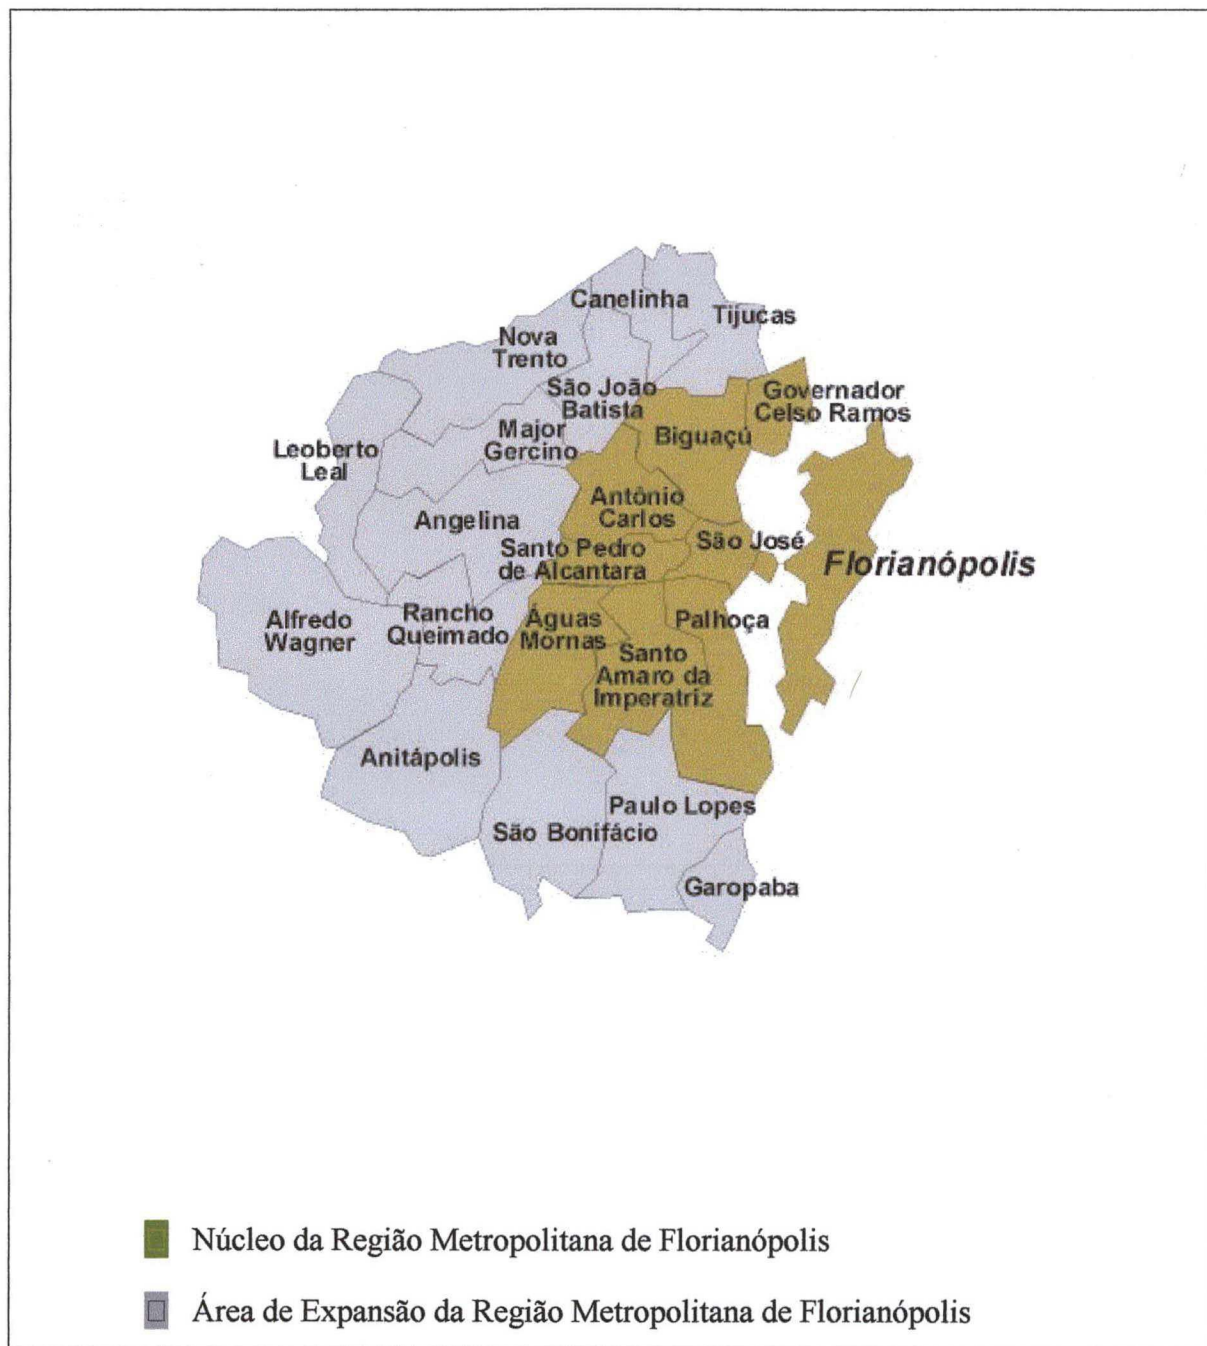 Canelinha
Tijucas
Nova
Trento
São João
Batista
Governador
Celso Ramos
Major
Gercino
Biguaçú
Leoberto
Leal
Antônio
Carlos
Angelina
São José
Santo Pedro
de Alcantara
Florianópolis
Alfredo
Wagner
Rancho
Queimado
Águas
Mornas
Palhoça
Santo
Amaro da
Imperatriz
Anitápolis
Paulo Lopes
São Bonifácio
Garopaba
Núcleo da Região Metropolitana de Florianópolis
Área de Expansão da Região Metropolitana de Florianópolis